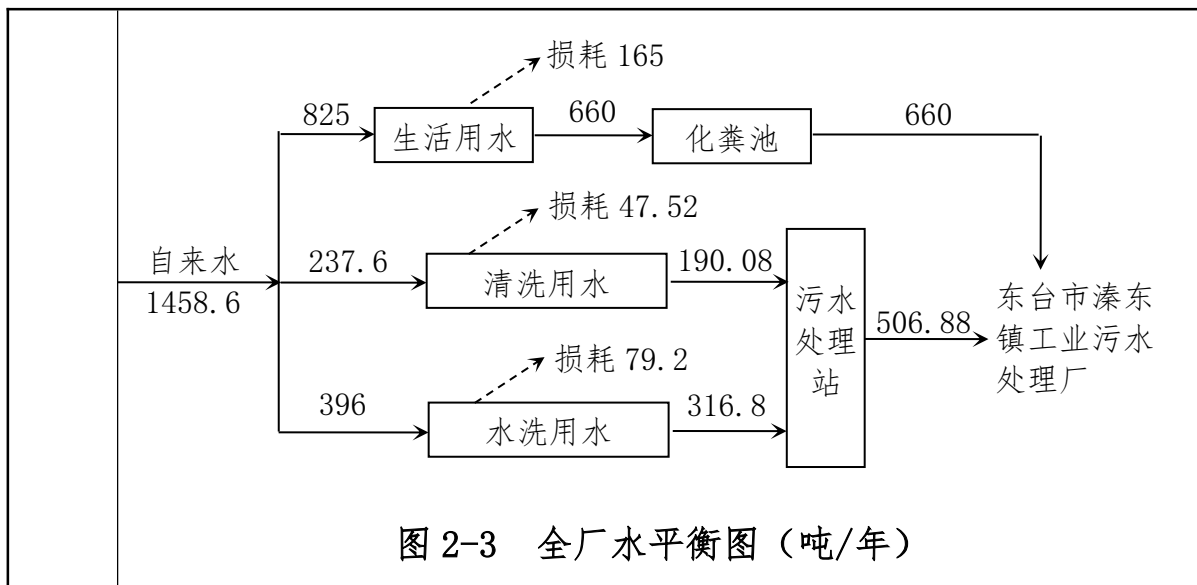 损耗 165
825
生活用水
660
化粪池
660
损耗 47.52
自来水
1458.6
237.6
清洗用水
190.08
污水
处理
站
506.88
东台市溱东
镇工业污水
处理厂
损耗 79.2
396
水洗用水
316.8
图 2-3 全厂水平衡图（吨/年）